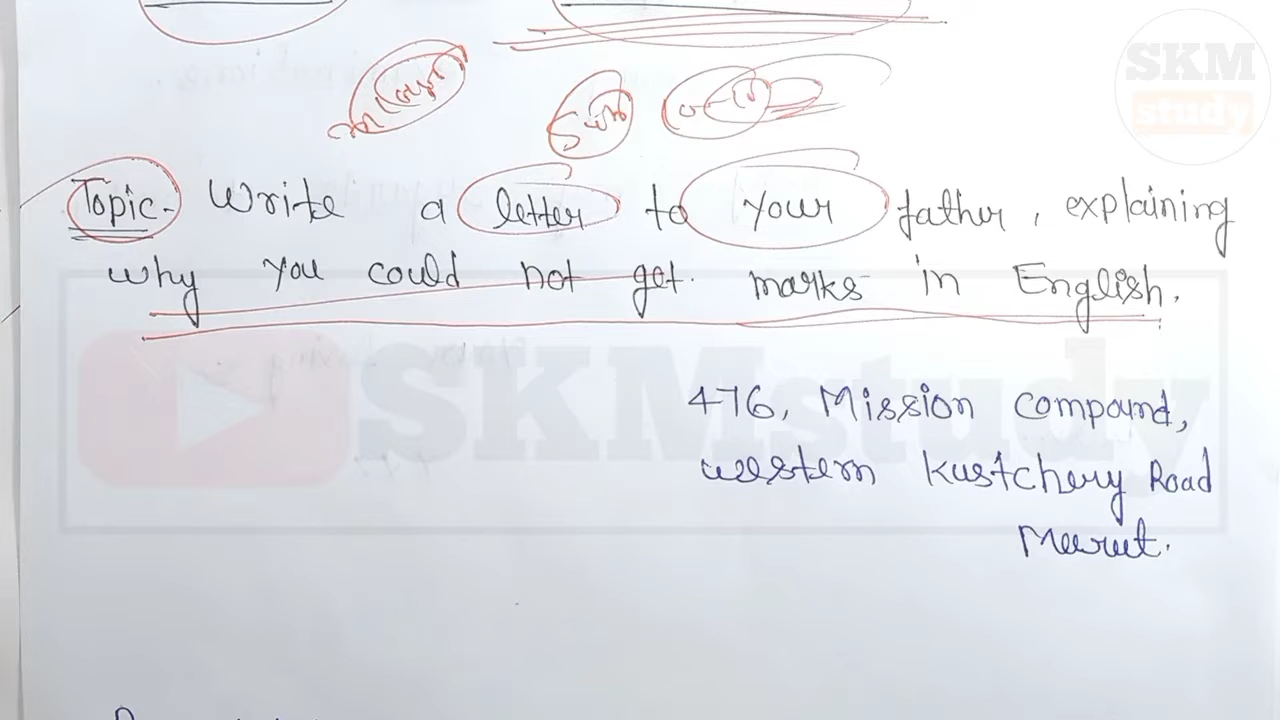 SKM
study
Topic- Write a letter to your father, explaining
why you could not get marks in English.
SKMstudy
476, Mission Compound,
western Kustchery Road
Meerut.